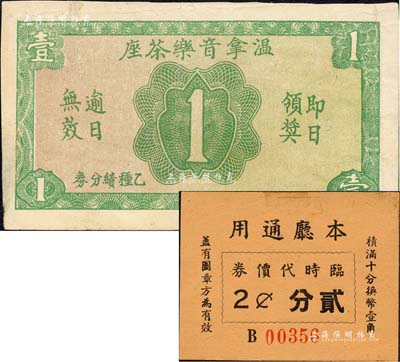 溫拿音樂茶座
壹
1
即日領奬
逾日無效
1
乙種績分券
1
壹
本廳通用
臨時代價券
貳分 2¢
積滿十分換幣壹角
蓋有圖章方為有效
B 00356